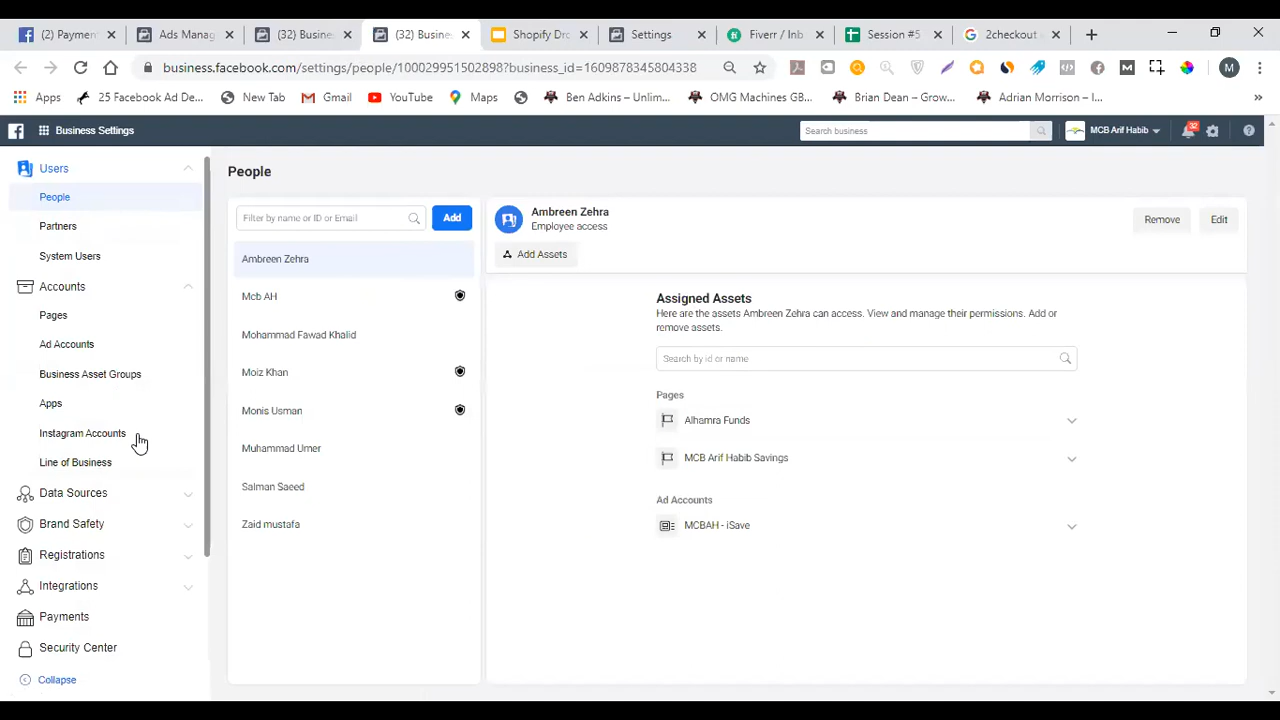 (2) Payment
Ads Manag
(32) Busine
(32) Busine
Shopify Dro
Settings
Fiverr / Inb
Session #5
2checkout a
business.facebook.com/settings/people/100029951502898?business_id=1609878345804338
M
Apps
25 Facebook Ad De...
New Tab
Gmail
YouTube
Maps
Ben Adkins – Unlim...
OMG Machines GB...
Brian Dean – Grow...
Adrian Morrison – I...
»
Business Settings
Search business
MCB Arif Habib
32
Users
People
Partners
System Users
Accounts
Pages
Ad Accounts
Business Asset Groups
Apps
Instagram Accounts
Line of Business
Data Sources
Brand Safety
Registrations
Integrations
Payments
Security Center
Collapse
People
Filter by name or ID or Email
Add
Ambreen Zehra
Mcb AH
Mohammad Fawad Khalid
Moiz Khan
Monis Usman
Muhammad Umer
Salman Saeed
Zaid mustafa
Ambreen Zehra
Employee access
Remove
Edit
Add Assets
Assigned Assets
Here are the assets Ambreen Zehra can access. View and manage their permissions. Add or
remove assets.
Search by id or name
Pages
Alhamra Funds
MCB Arif Habib Savings
Ad Accounts
MCBAH - iSave